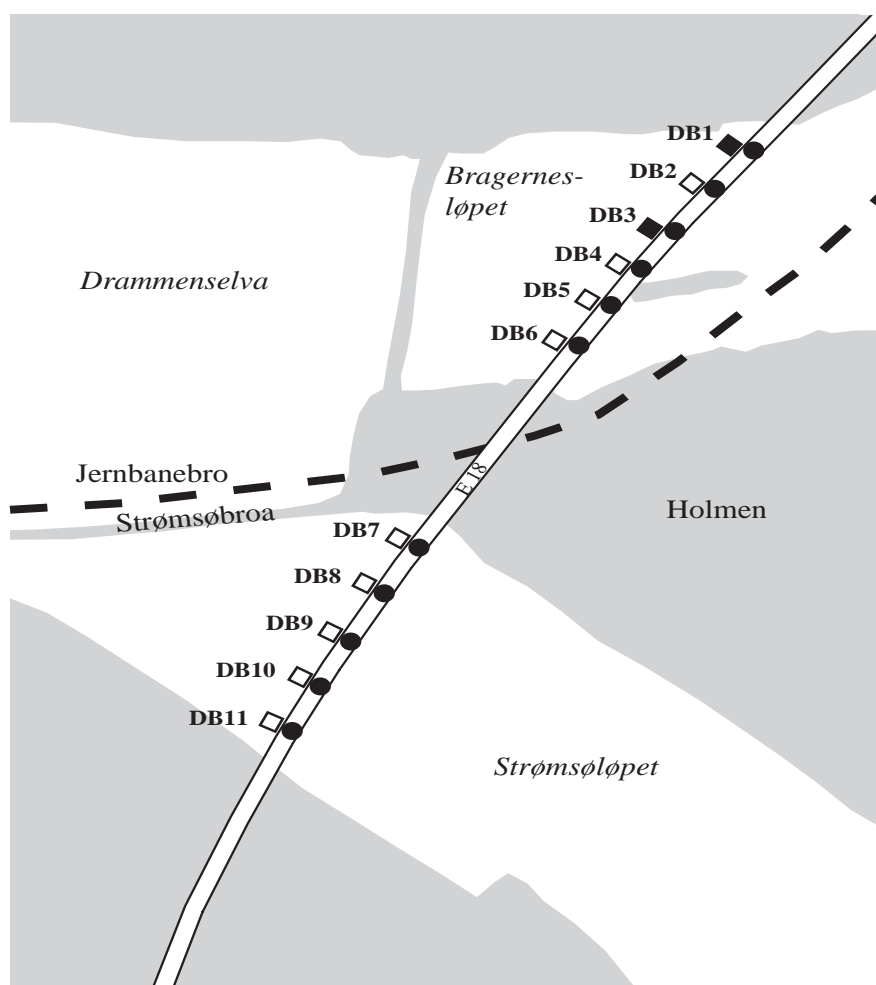 DB1
DB2
Bragernes-
løpet
DB3
DB4
Drammenselva
DB5
DB6
Jernbanebro
E 18
Strømsøbroa
Holmen
DB7
DB8
DB9
DB10
DB11
Strømsøløpet